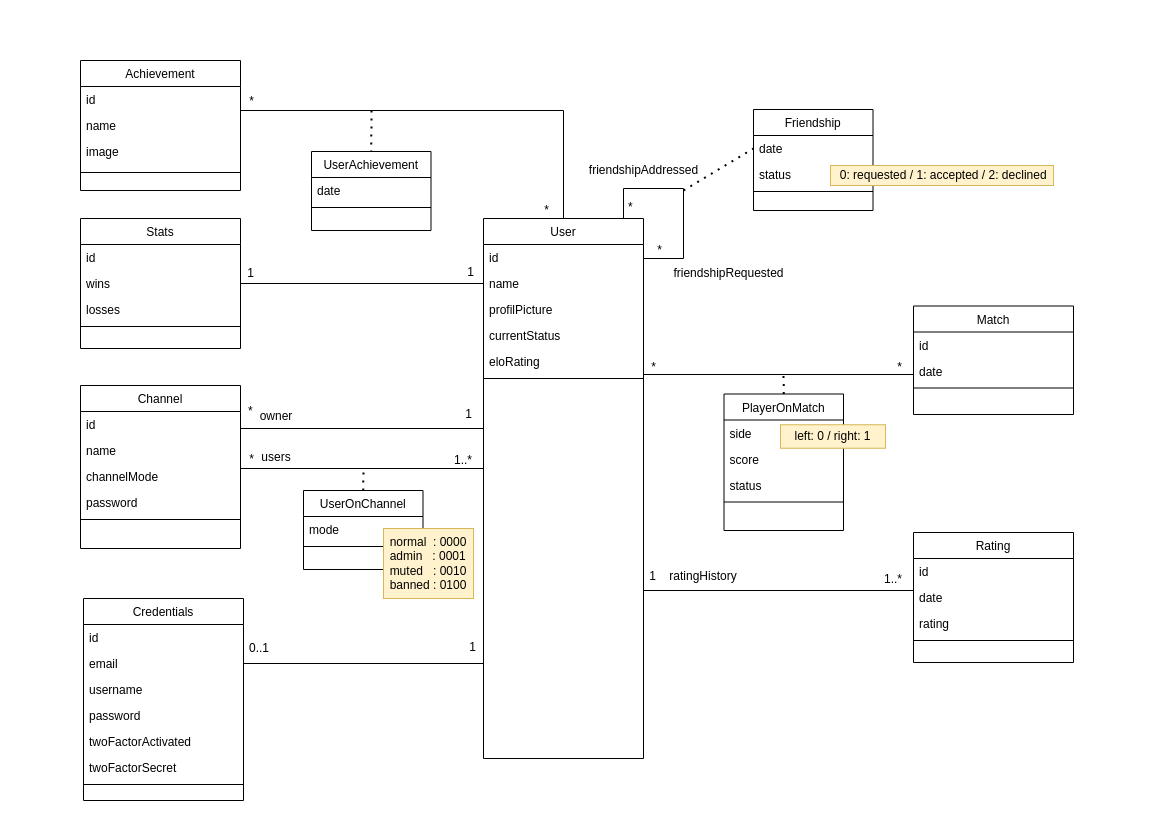 Achievement
id
name
image
*
UserAchievement
date
*
Friendship
date
status
0: requested / 1: accepted / 2: declined
friendshipAddressed
*
*
friendshipRequested
Stats
id
wins
losses
1
1
User
id
name
profilPicture
currentStatus
eloRating
Match
id
date
*
*
PlayerOnMatch
side
score
status
left: 0 / right: 1
Channel
id
name
channelMode
password
* owner
1
* users
1..*
UserOnChannel
mode
normal : 0000
admin : 0001
muted : 0010
banned : 0100
Rating
id
date
rating
1 ratingHistory
1..*
Credentials
id
email
username
password
twoFactorActivated
twoFactorSecret
0..1
1